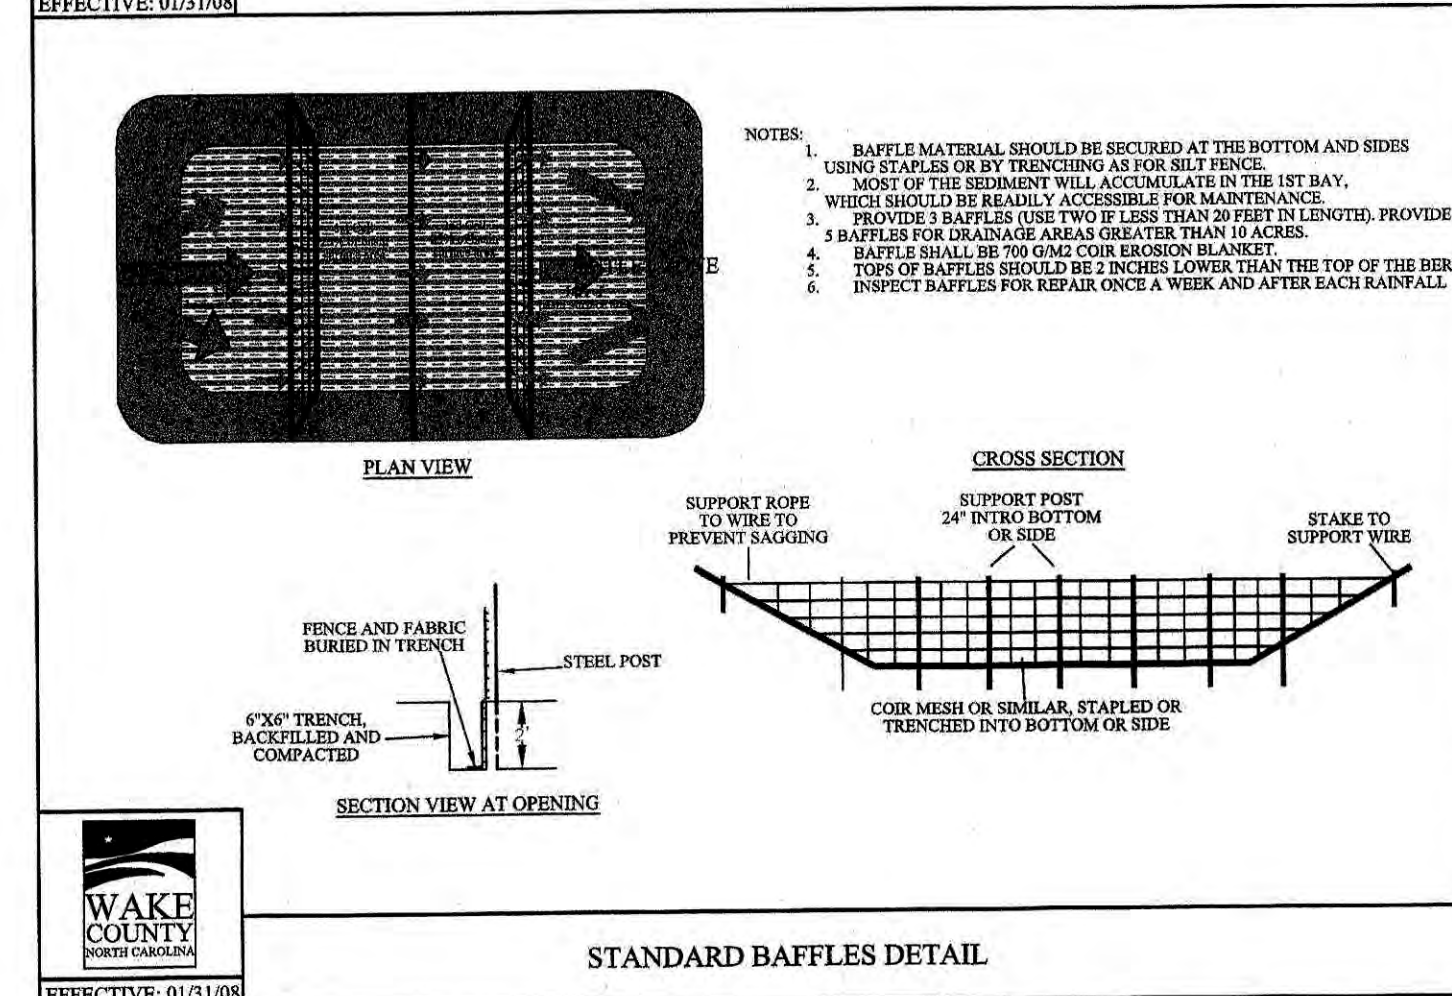 EFFECTIVE: 01/31/08
NOTES:
1. BAFFLE MATERIAL SHOULD BE SECURED AT THE BOTTOM AND SIDES
USING STAPLES OR BY TRENCHING AS FOR SILT FENCE.
2. MOST OF THE SEDIMENT WILL ACCUMULATE IN THE 1ST BAY,
WHICH SHOULD BE READILY ACCESSIBLE FOR MAINTENANCE.
3. PROVIDE 3 BAFFLES (USE TWO IF LESS THAN 20 FEET IN LENGTH). PROVIDE
5 BAFFLES FOR DRAINAGE AREAS GREATER THAN 10 ACRES.
4. BAFFLE SHALL BE 700 G/M2 COIR EROSION BLANKET.
5. TOPS OF BAFFLES SHOULD BE 2 INCHES LOWER THAN THE TOP OF THE BER
6. INSPECT BAFFLES FOR REPAIR ONCE A WEEK AND AFTER EACH RAINFALL
PLAN VIEW
CROSS SECTION
SUPPORT ROPE
TO WIRE TO
PREVENT SAGGING
SUPPORT POST
24" INTRO BOTTOM
OR SIDE
STAKE TO
SUPPORT WIRE
COIR MESH OR SIMILAR, STAPLED OR
TRENCHED INTO BOTTOM OR SIDE
FENCE AND FABRIC
BURIED IN TRENCH
STEEL POST
6"X6" TRENCH,
BACKFILLED AND
COMPACTED
2'
SECTION VIEW AT OPENING
WAKE
COUNTY
NORTH CAROLINA
STANDARD BAFFLES DETAIL
EFFECTIVE: 01/31/08